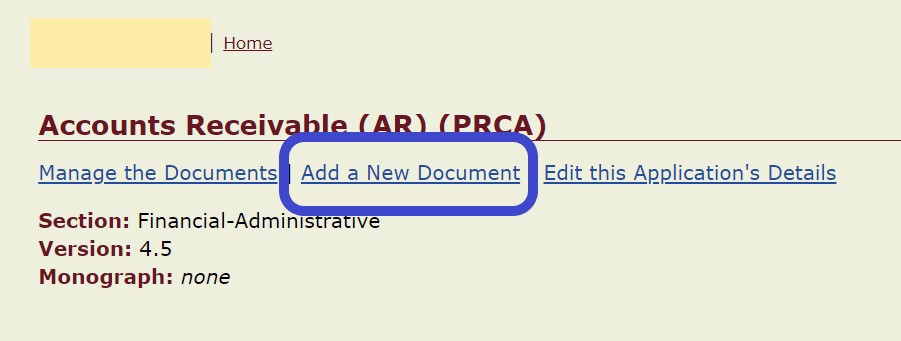 | Home
Accounts Receivable (AR) (PRCA)
Manage the Documents | Add a New Document Edit this Application's Details
Section: Financial-Administrative
Version: 4.5
Monograph: none